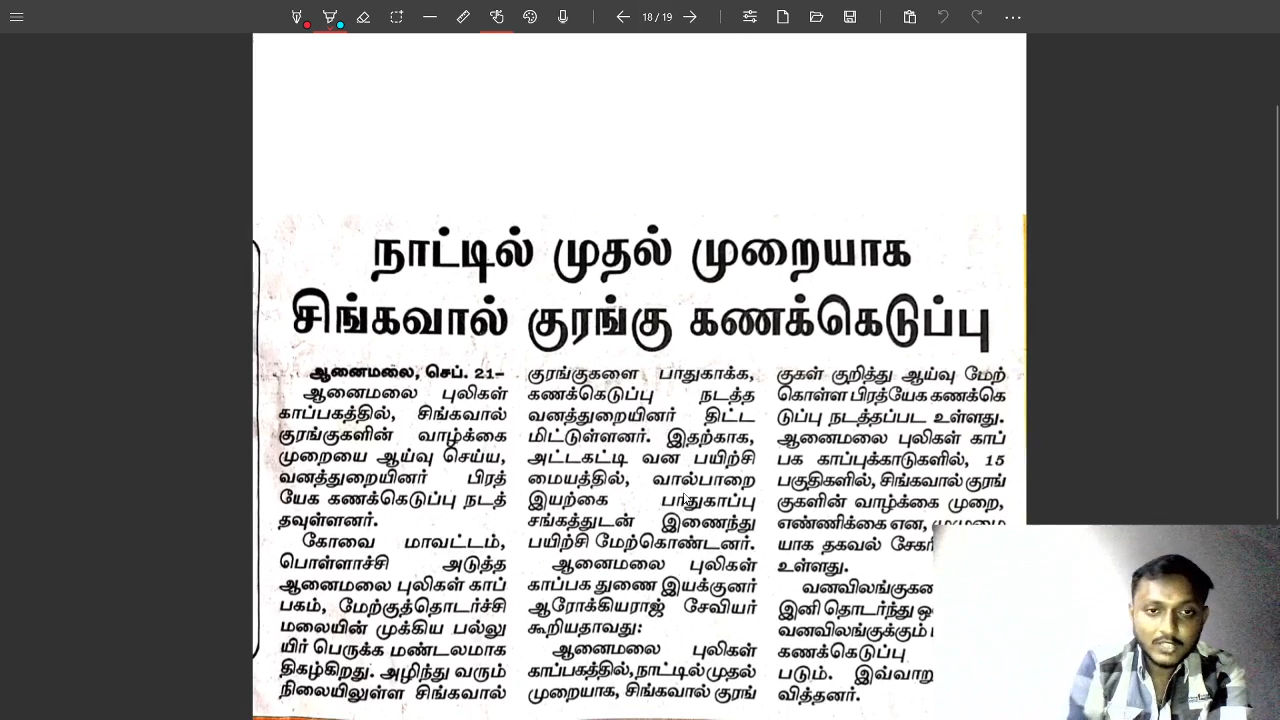 18 / 19
நாட்டில் முதல் முறையாக
சிங்கவால் குரங்கு கணக்கெடுப்பு
ஆனைமலை, செப். 21–
ஆனைமலை புலிகள்
காப்பகத்தில், சிங்கவால்
குரங்குகளின் வாழ்க்கை
முறையை ஆய்வு செய்ய,
வனத்துறையினர் பிரத்
யேக கணக்கெடுப்பு நடத்
தவுள்ளனர்.
கோவை மாவட்டம்,
பொள்ளாச்சி அடுத்த
ஆனைமலை புலிகள் காப்
பகம், மேற்குத்தொடர்ச்சி
மலையின் முக்கிய பல்லு
யிர் பெருக்க மண்டலமாக
திகழ்கிறது. அழிந்து வரும்
நிலையிலுள்ள சிங்கவால்
குரங்குகளை பாதுகாக்க,
கணக்கெடுப்பு நடத்த
வனத்துறையினர் திட்ட
மிட்டுள்ளனர். இதற்காக,
அட்டகட்டி வன பயிற்சி
மையத்தில், வால்பாறை
இயற்கை பாதுகாப்பு
சங்கத்துடன் இணைந்து
பயிற்சி மேற்கொண்டனர்.
ஆனைமலை புலிகள்
காப்பக துணை இயக்குனர்
ஆரோக்கியராஜ் சேவியர்
கூறியதாவது:
ஆனைமலை புலிகள்
காப்பகத்தில், நாட்டில் முதல்
முறையாக, சிங்கவால் குரங்
குகள் குறித்து ஆய்வு மேற்
கொள்ள பிரத்யேக கணக்கெ
டுப்பு நடத்தப்பட உள்ளது.
ஆனைமலை புலிகள் காப்
பக காப்புக்காடுகளில், 15
பகுதிகளில், சிங்கவால் குரங்
குகளின் வாழ்க்கை முறை,
எண்ணிக்கை என,
யாக தகவல்
உள்ளது.
இனி தொடர்ந்து
வனவிலங்குக்கும்
கணக்கெடுப்பு
படும்.
வித்தனர்.